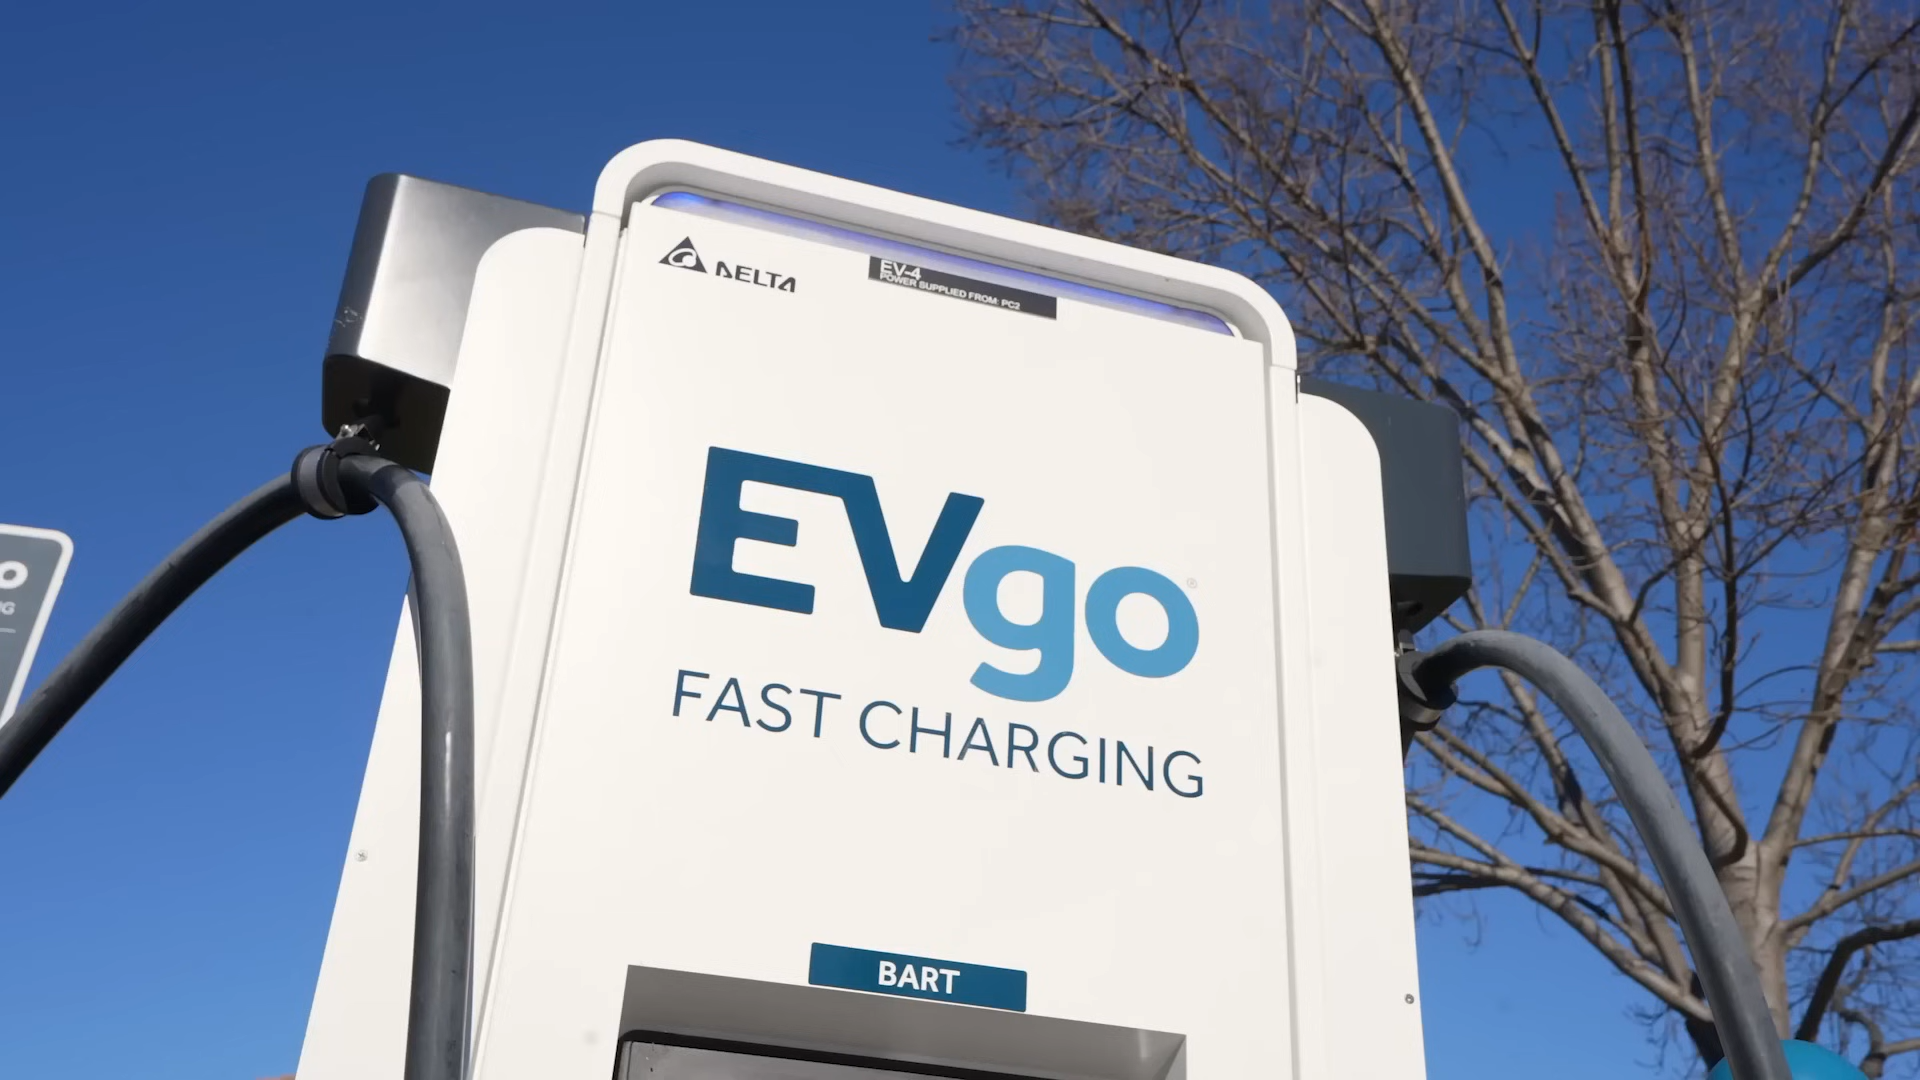 DELTA
EV-4
POWER SUPPLIED FROM: PC2
EVgo
FAST CHARGING
BART